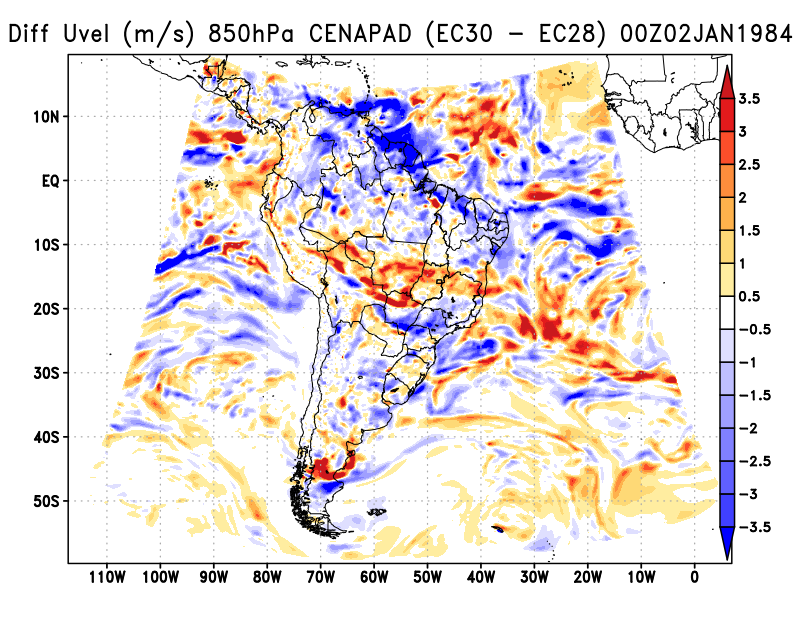 Diff Uvel (m/s) 850hPa CENAPAD (EC30 − EC28) 00Z02JAN1984
10N
EQ
10S
20S
30S
40S
50S
110W 100W 90W 80W 70W 60W 50W 40W 30W 20W 10W 0
3.5
3
2.5
2
1.5
1
0.5
−0.5
−1
−1.5
−2
−2.5
−3
−3.5